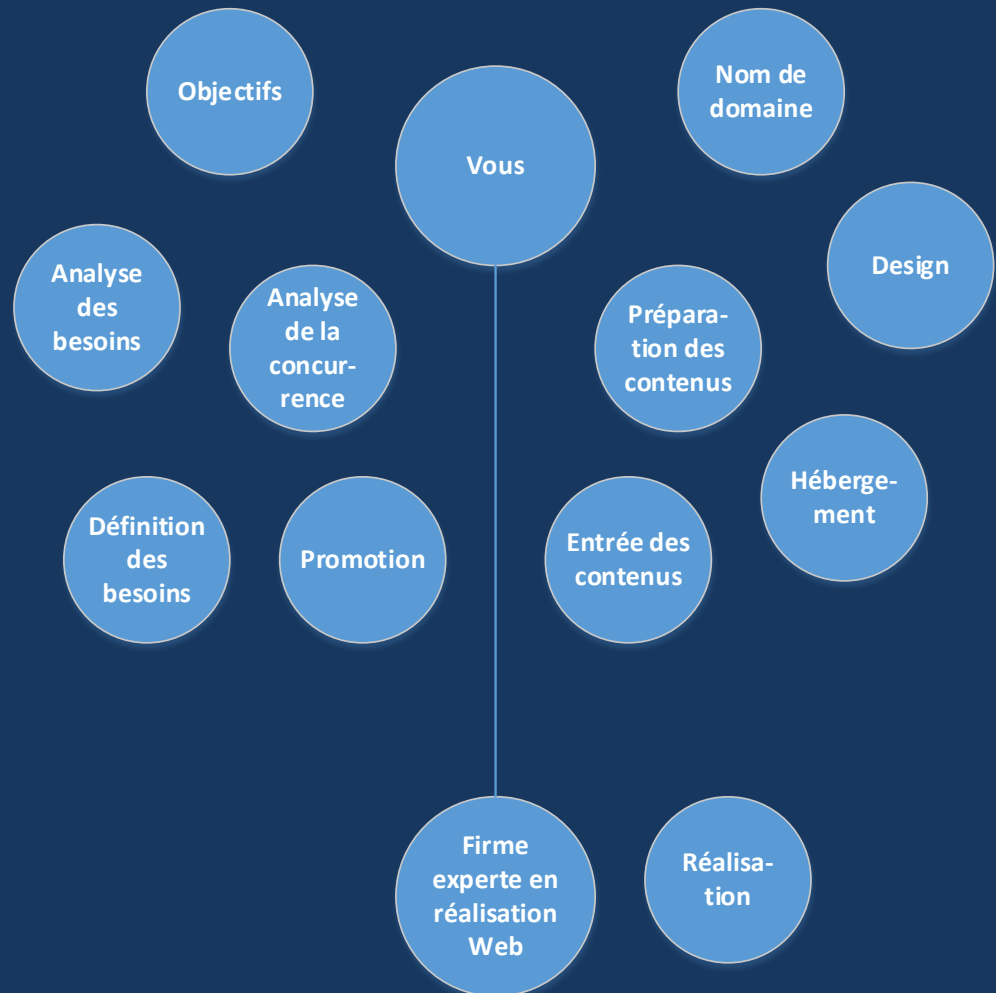 Objectifs
Nom de
domaine
Vous
Analyse
des
besoins
Analyse
de la
concur-
rence
Prépara-
tion des
contenus
Design
Définition
des
besoins
Promotion
Entrée des
contenus
Héberge-
ment
Firme
experte en
réalisation
Web
Réalisa-
tion